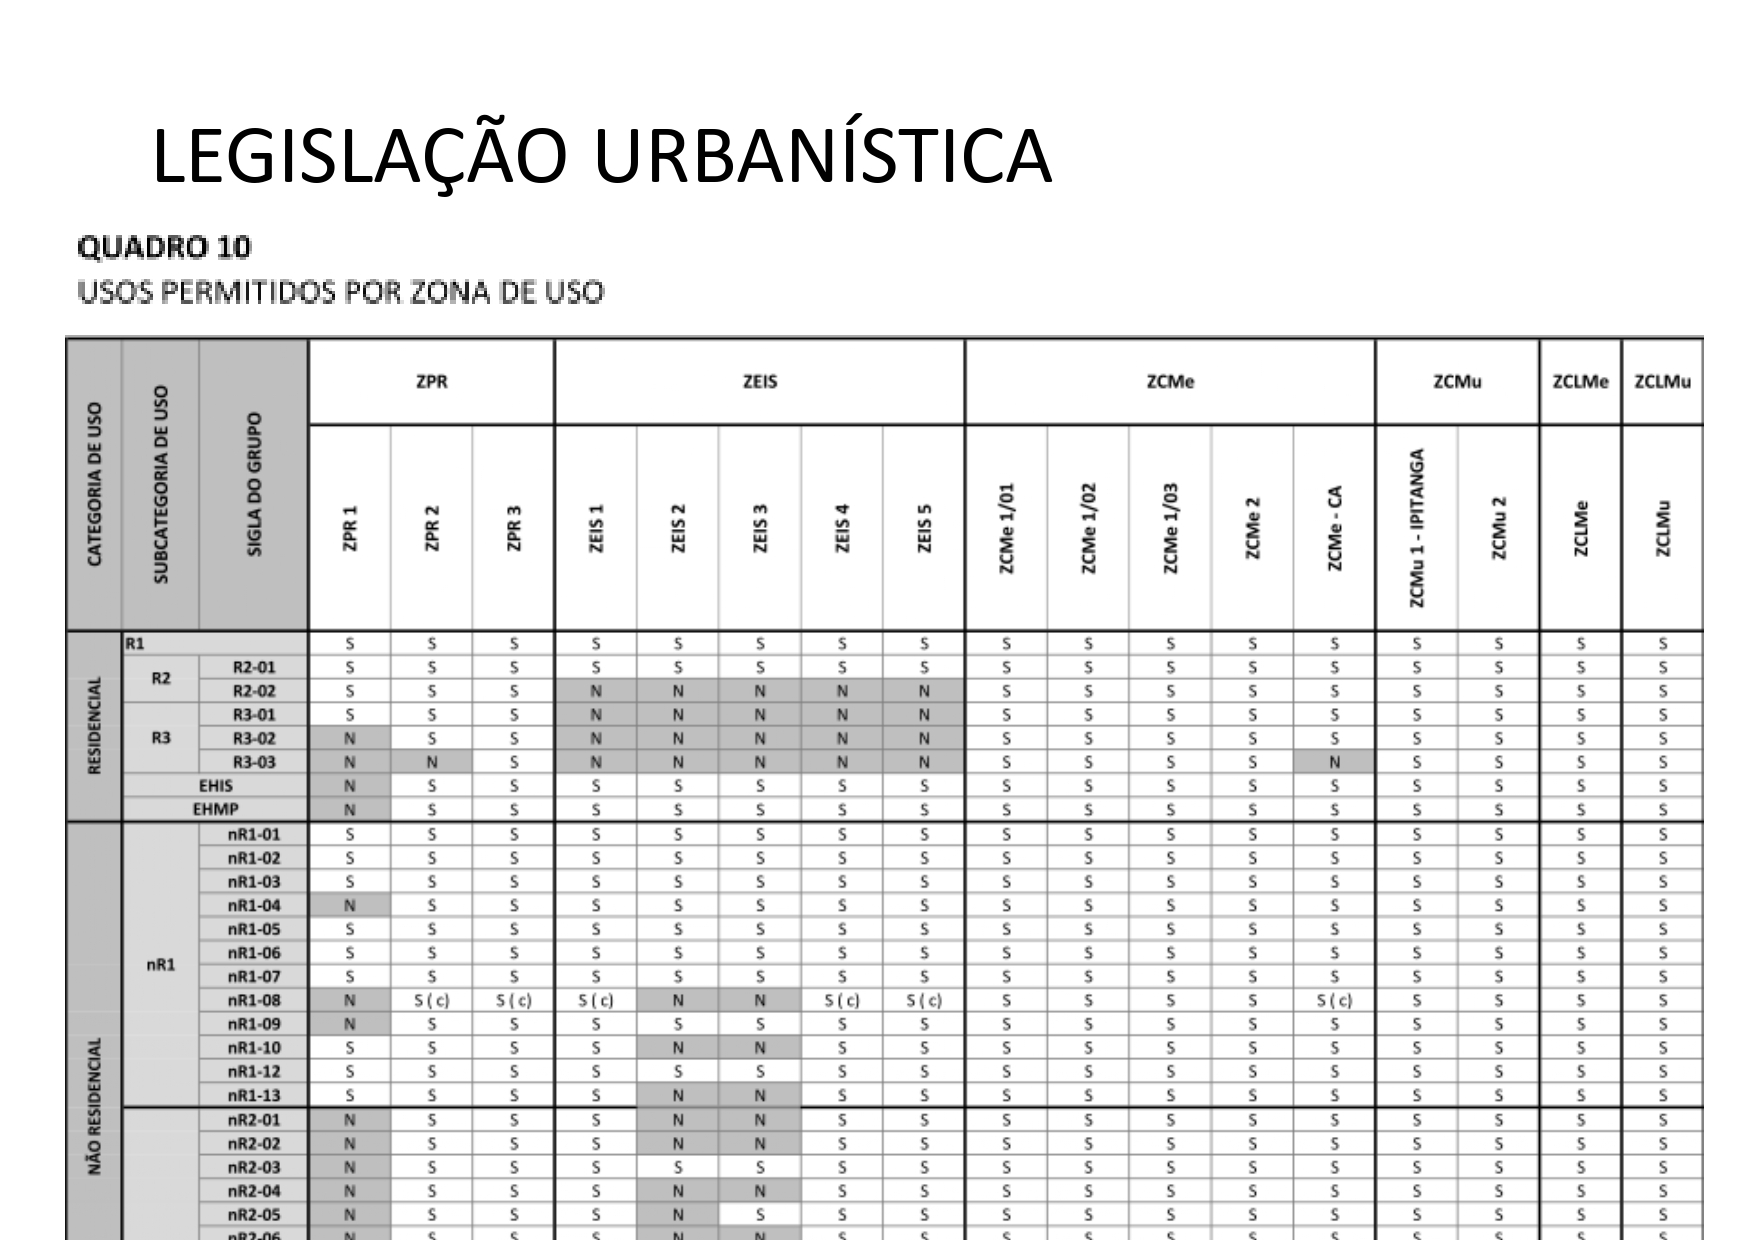 LEGISLAÇÃO URBANÍSTICA
QUADRO 10
USOS PERMITIDOS POR ZONA DE USO
CATEGORIA DE USO SUBCATEGORIA DE USO SIGLA DO GRUPO ZPR ZEIS ZCMe ZCMu ZCLMe ZCLMu
ZPR 1 ZPR 2 ZPR 3 ZEIS 1 ZEIS 2 ZEIS 3 ZEIS 4 ZEIS 5 ZCMe 1/01 ZCMe 1/02 ZCMe 1/03 ZCMe 2 ZCMe - CA ZCMu 1 - IPITANGA ZCMu 2 ZCLMe ZCLMu
RESIDENCIAL
R1 S S S S S S S S S S S S S S S S S
R2
R2-01 S S S S S S S S S S S S S S S S S
R2-02 S S S N N N N N S S S S S S S S S
R3
R3-01 S S S N N N N N S S S S S S S S S
R3-02 N S S N N N N N S S S S S S S S S
R3-03 N N S N N N N N S S S S N S S S S
EHIS N S S S S S S S S S S S S S S S S
EHMP N S S S S S S S S S S S S S S S S
NÃO RESIDENCIAL
nR1
nR1-01 S S S S S S S S S S S S S S S S S
nR1-02 S S S S S S S S S S S S S S S S S
nR1-03 S S S S S S S S S S S S S S S S S
nR1-04 N S S S S S S S S S S S S S S S S
nR1-05 S S S S S S S S S S S S S S S S S
nR1-06 S S S S S S S S S S S S S S S S S
nR1-07 S S S S S S S S S S S S S S S S S
nR1-08 N S ( c) S ( c) S ( c) N N S ( c) S ( c) S S S S S ( c) S S S S
nR1-09 N S S S S S S S S S S S S S S S S
nR1-10 S S S S N N S S S S S S S S S S S
nR1-12 S S S S S S S S S S S S S S S S S
nR1-13 S S S S N N S S S S S S S S S S S
nR2-01 N S S S N N S S S S S S S S S S S
nR2-02 N S S S N N S S S S S S S S S S S
nR2-03 N S S S S S S S S S S S S S S S S
nR2-04 N S S S N N S S S S S S S S S S S
nR2-05 N S S S N S S S S S S S S S S S S
nR2-06 N S S S N N S S S S S S S S S S S